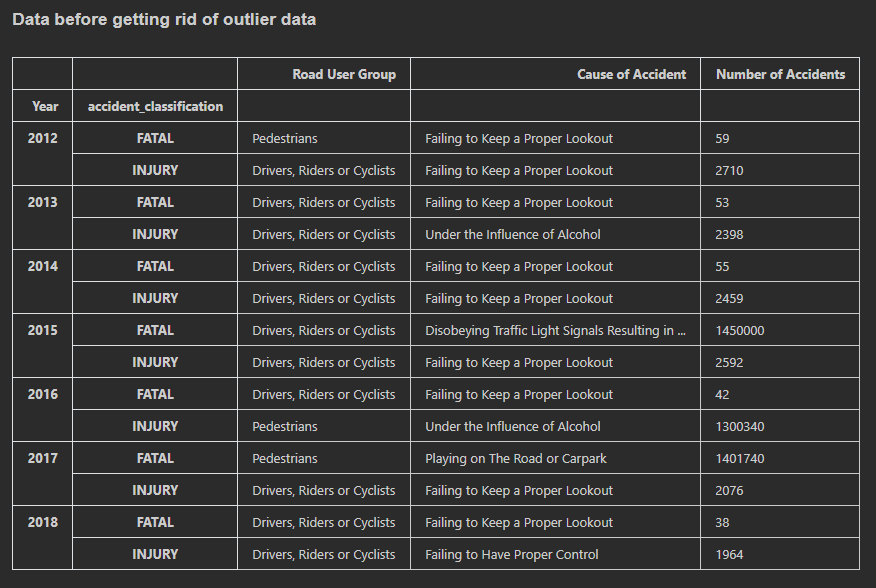 Data before getting rid of outlier data
Road User Group Cause of Accident Number of Accidents
Year accident_classification
2012 FATAL Pedestrians Failing to Keep a Proper Lookout 59
INJURY Drivers, Riders or Cyclists Failing to Keep a Proper Lookout 2710
2013 FATAL Drivers, Riders or Cyclists Failing to Keep a Proper Lookout 53
INJURY Drivers, Riders or Cyclists Under the Influence of Alcohol 2398
2014 FATAL Drivers, Riders or Cyclists Failing to Keep a Proper Lookout 55
INJURY Drivers, Riders or Cyclists Failing to Keep a Proper Lookout 2459
2015 FATAL Drivers, Riders or Cyclists Disobeying Traffic Light Signals Resulting in ... 1450000
INJURY Drivers, Riders or Cyclists Failing to Keep a Proper Lookout 2592
2016 FATAL Drivers, Riders or Cyclists Failing to Keep a Proper Lookout 42
INJURY Pedestrians Under the Influence of Alcohol 1300340
2017 FATAL Pedestrians Playing on The Road or Carpark 1401740
INJURY Drivers, Riders or Cyclists Failing to Keep a Proper Lookout 2076
2018 FATAL Drivers, Riders or Cyclists Failing to Keep a Proper Lookout 38
INJURY Drivers, Riders or Cyclists Failing to Have Proper Control 1964